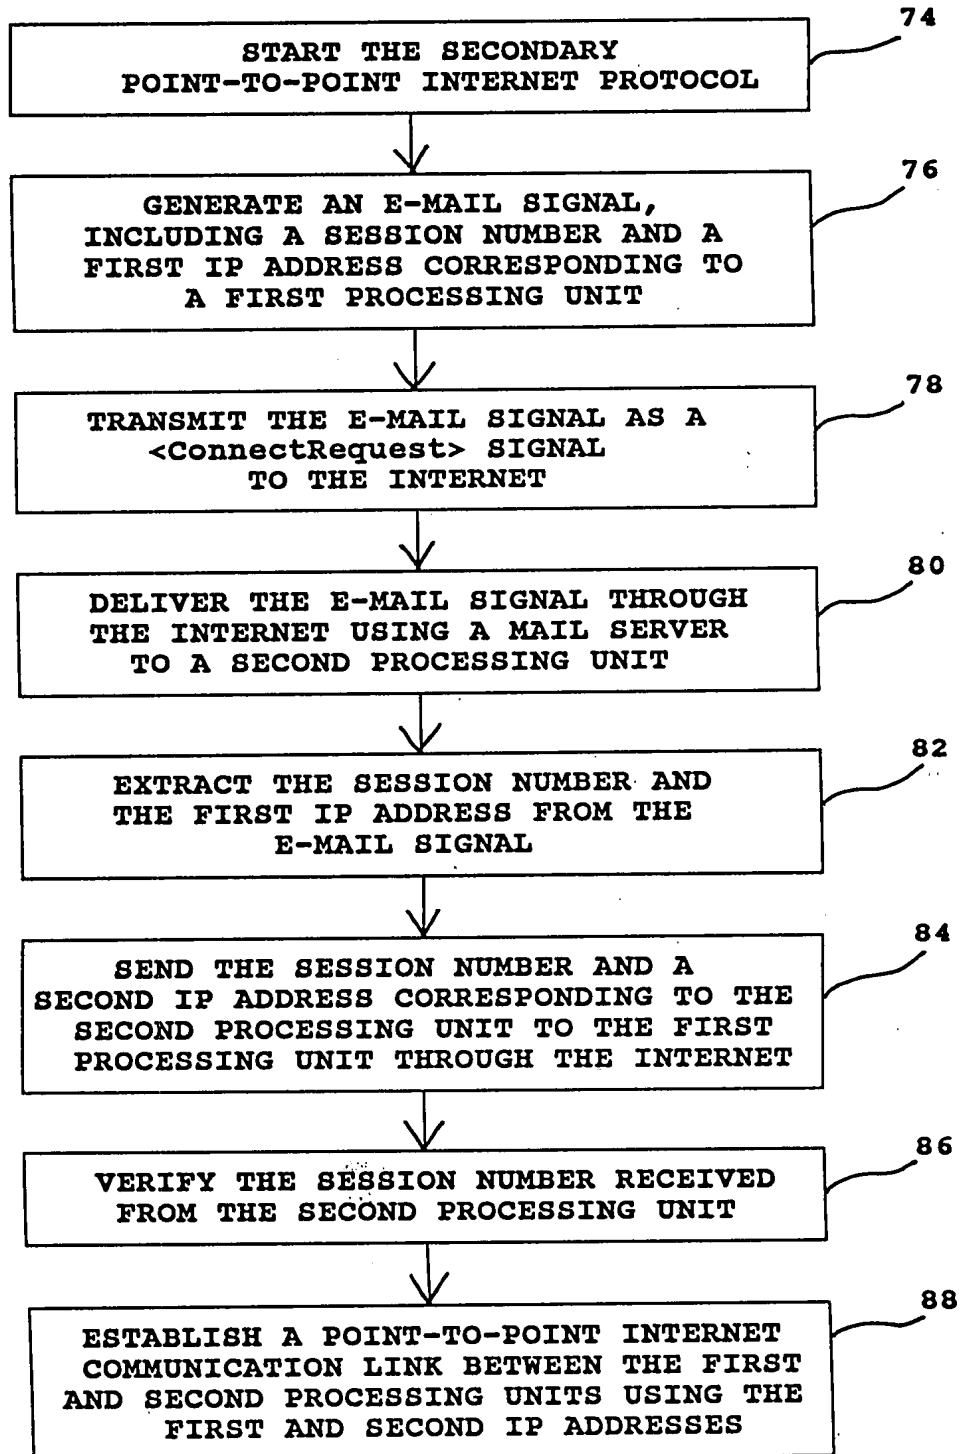 74
START THE SECONDARY
POINT-TO-POINT INTERNET PROTOCOL
76
GENERATE AN E-MAIL SIGNAL,
INCLUDING A SESSION NUMBER AND A
FIRST IP ADDRESS CORRESPONDING TO
A FIRST PROCESSING UNIT
78
TRANSMIT THE E-MAIL SIGNAL AS A
<ConnectRequest> SIGNAL
TO THE INTERNET
80
DELIVER THE E-MAIL SIGNAL THROUGH
THE INTERNET USING A MAIL SERVER
TO A SECOND PROCESSING UNIT
82
EXTRACT THE SESSION NUMBER AND
THE FIRST IP ADDRESS FROM THE
E-MAIL SIGNAL
84
SEND THE SESSION NUMBER AND A
SECOND IP ADDRESS CORRESPONDING TO THE
SECOND PROCESSING UNIT TO THE FIRST
PROCESSING UNIT THROUGH THE INTERNET
86
VERIFY THE SESSION NUMBER RECEIVED
FROM THE SECOND PROCESSING UNIT
88
ESTABLISH A POINT-TO-POINT INTERNET
COMMUNICATION LINK BETWEEN THE FIRST
AND SECOND PROCESSING UNITS USING THE
FIRST AND SECOND IP ADDRESSES